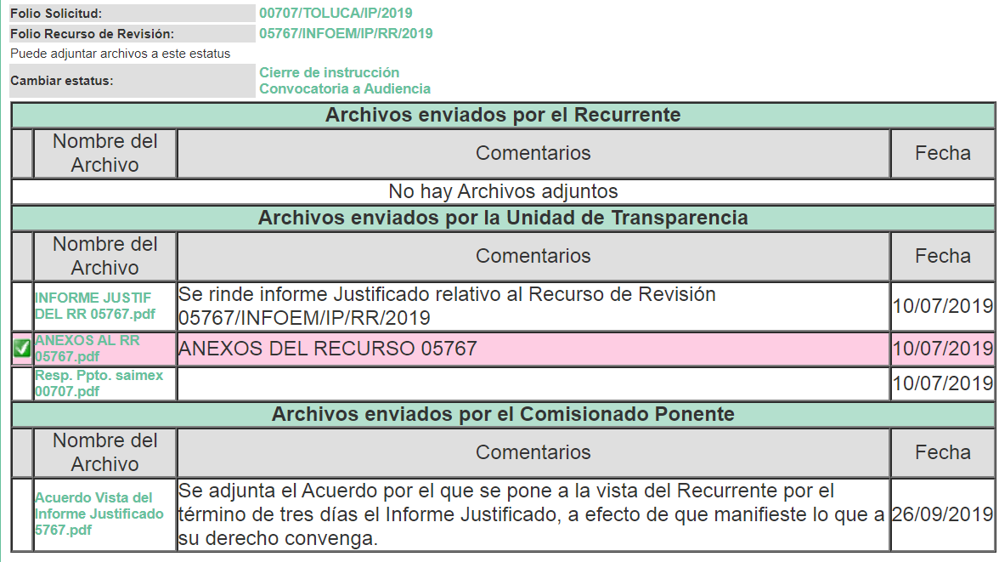 Folio Solicitud: 00707/TOLUCA/IP/2019
Folio Recurso de Revisión: 05767/INFOEM/IP/RR/2019
Puede adjuntar archivos a este estatus
Cambiar estatus: Cierre de instrucción
Convocatoria a Audiencia
Archivos enviados por el Recurrente
Nombre del
Archivo
Comentarios
Fecha
No hay Archivos adjuntos
Archivos enviados por la Unidad de Transparencia
Nombre del
Archivo
Comentarios
Fecha
INFORME JUSTIF
DEL RR 05767.pdf
Se rinde informe Justificado relativo al Recurso de Revisión
05767/INFOEM/IP/RR/2019
10/07/2019
ANEXOS AL RR
05767.pdf
ANEXOS DEL RECURSO 05767
10/07/2019
Resp. Ppto. saimex
00707.pdf
10/07/2019
Archivos enviados por el Comisionado Ponente
Nombre del
Archivo
Comentarios
Fecha
Acuerdo Vista del
Informe Justificado
5767.pdf
Se adjunta el Acuerdo por el que se pone a la vista del Recurrente por el
término de tres días el Informe Justificado, a efecto de que manifieste lo que a
su derecho convenga.
26/09/2019